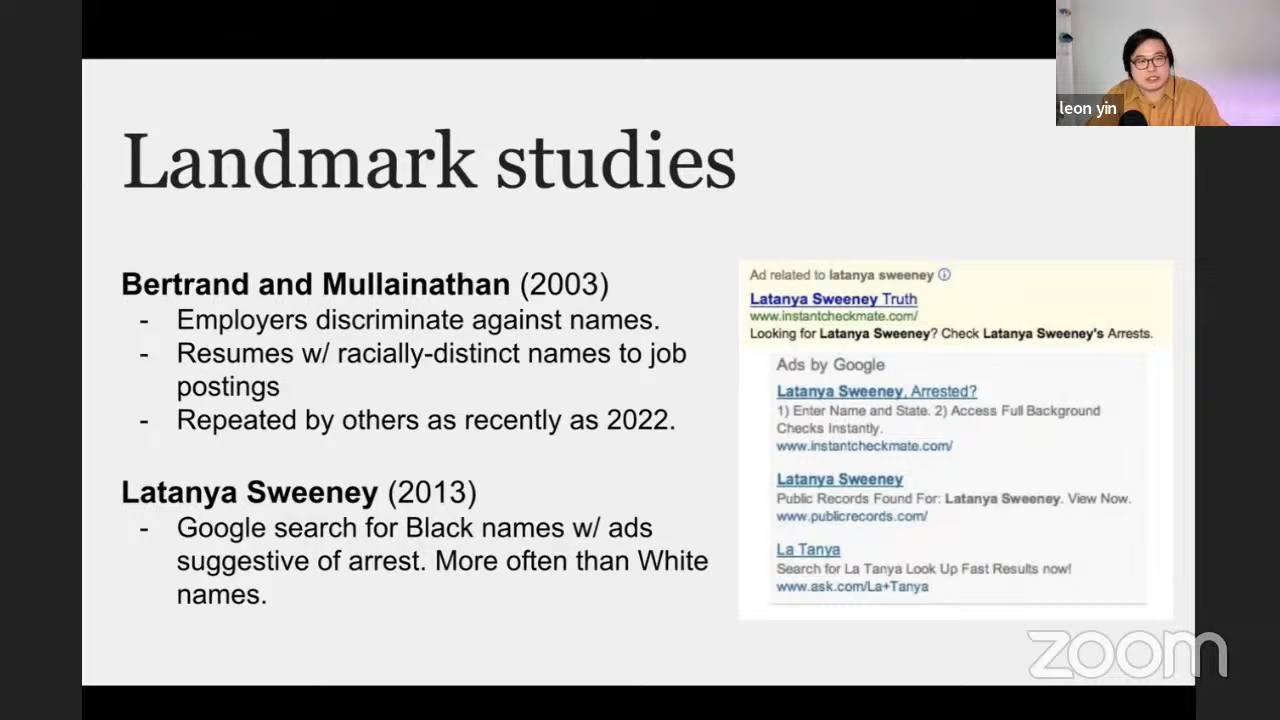 leon yin
Landmark studies
Bertrand and Mullainathan (2003)
- Employers discriminate against names.
- Resumes w/ racially-distinct names to job
postings
- Repeated by others as recently as 2022.
Latanya Sweeney (2013)
- Google search for Black names w/ ads
suggestive of arrest. More often than White
names.
Ad related to latanya sweeney
Latanya Sweeney Truth
www.instantcheckmate.com/
Looking for Latanya Sweeney? Check Latanya Sweeney's Arrests.
Ads by Google
Latanya Sweeney, Arrested?
1) Enter Name and State. 2) Access Full Background
Checks Instantly.
www.instantcheckmate.com/
Latanya Sweeney
Public Records Found For: Latanya Sweeney. View Now.
www.publicrecords.com/
La Tanya
Search for La Tanya Look Up Fast Results now!
www.ask.com/La+Tanya
zoom